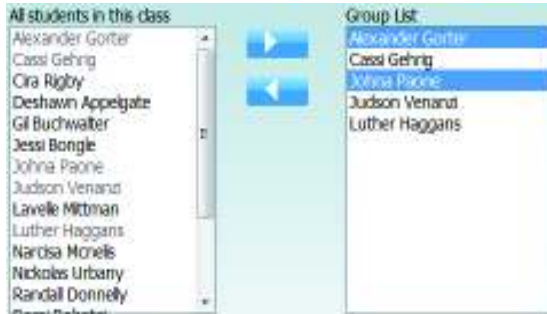 All students in this class
Alexander Gorter
Cassi Gehrig
Cira Rigby
Deshawn Appelgate
Gil Buchwalter
Jessi Bongle
Johna Paone
Judson Venanzi
Lavelle Mittman
Luther Haggans
Narcisa Mcnelis
Nickolas Urbany
Randall Donnelly
Group List
Alexander Gorter
Cassi Gehrig
Johna Paone
Judson Venanzi
Luther Haggans